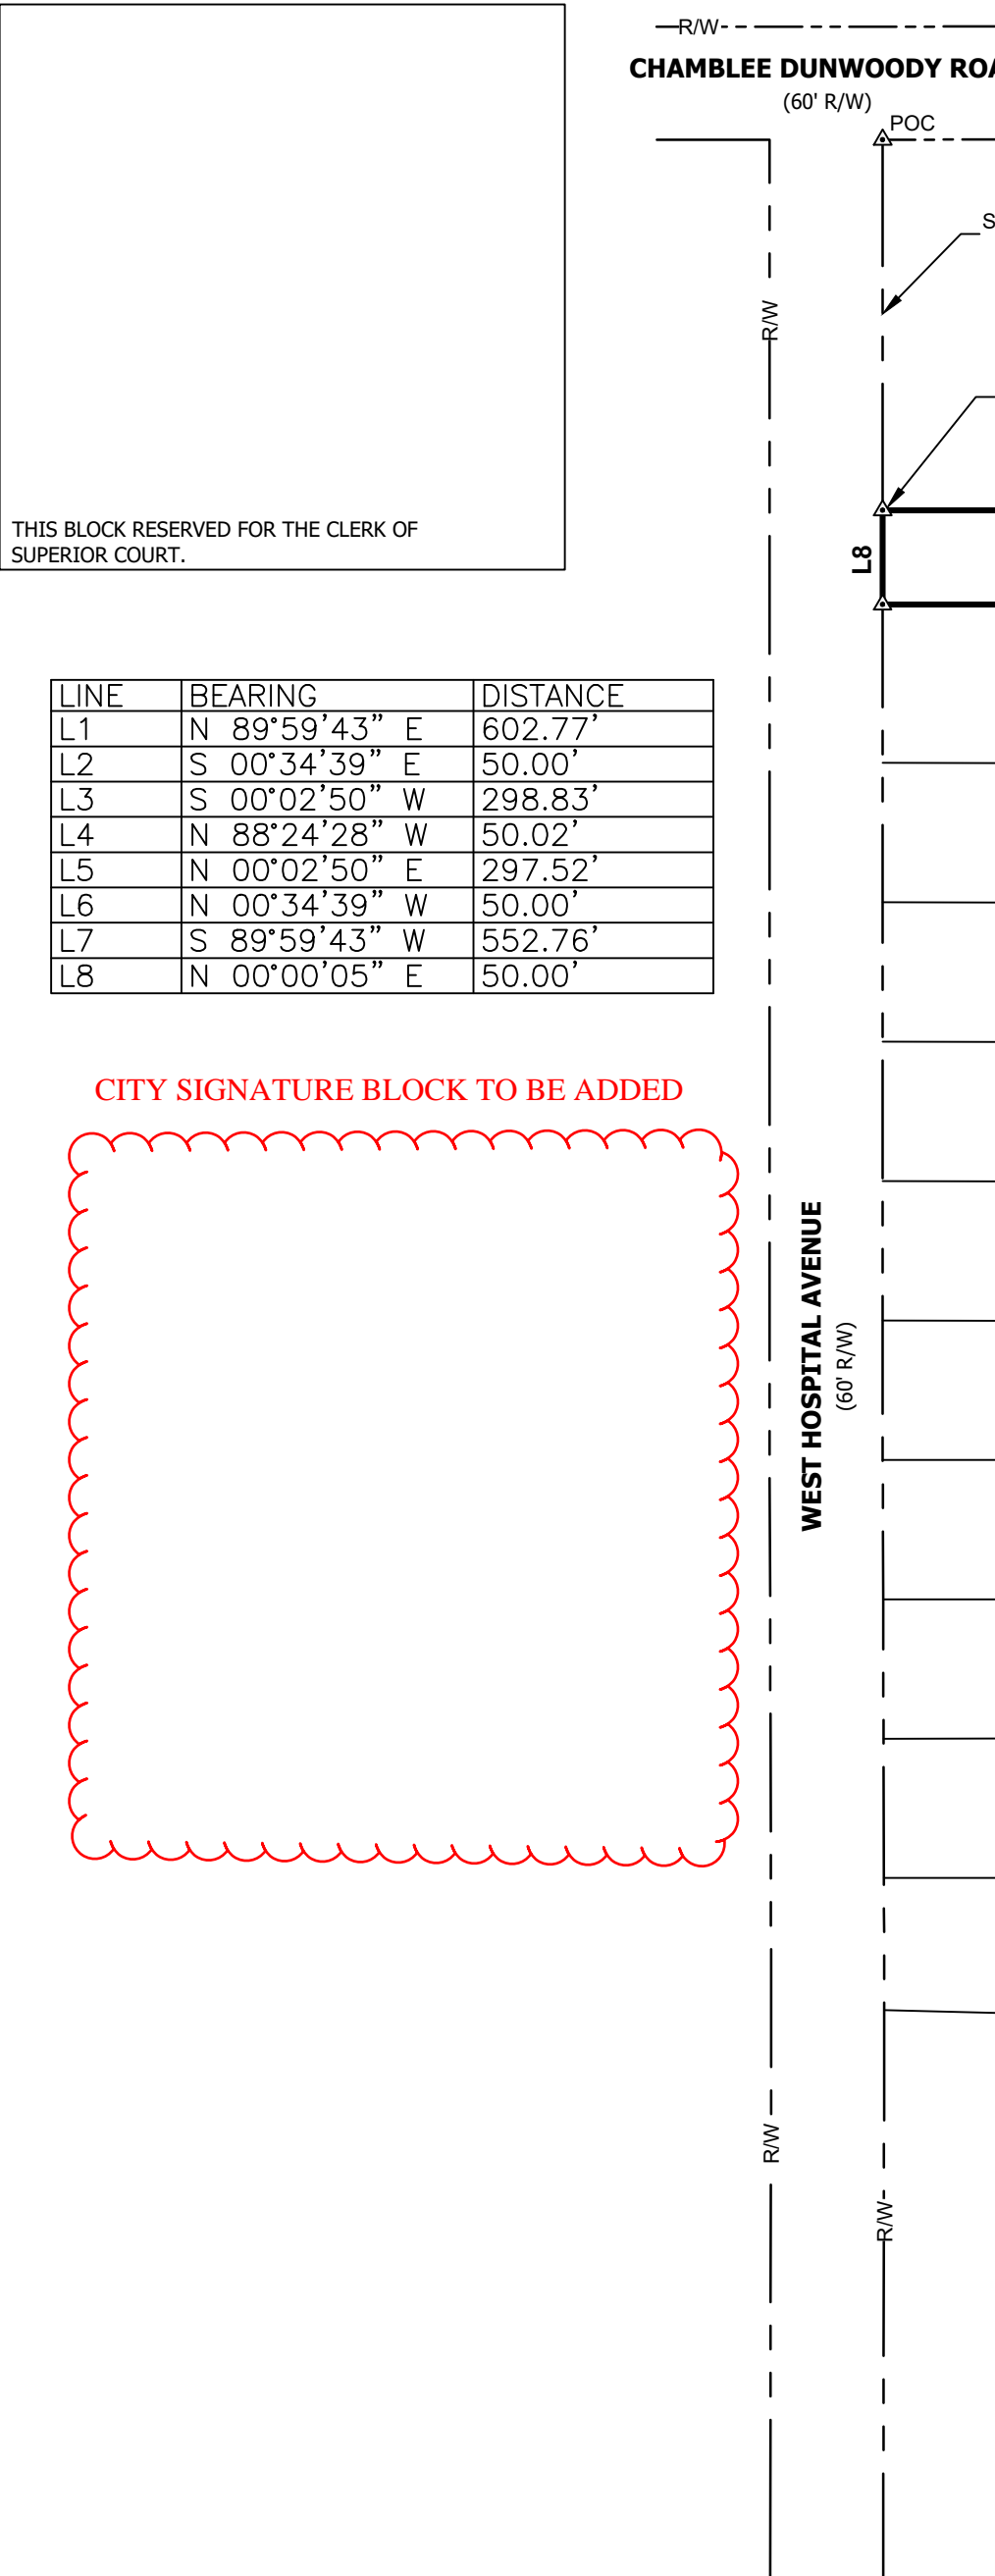 R/W
CHAMBLEE DUNWOODY ROA
(60' R/W)
POC
S
R/W
THIS BLOCK RESERVED FOR THE CLERK OF
SUPERIOR COURT.
L8
LINE BEARING DISTANCE
L1 N 89°59'43" E 602.77'
L2 S 00°34'39" E 50.00'
L3 S 00°02'50" W 298.83'
L4 N 88°24'28" W 50.02'
L5 N 00°02'50" E 297.52'
L6 N 00°34'39" W 50.00'
L7 S 89°59'43" W 552.76'
L8 N 00°00'05" E 50.00'
CITY SIGNATURE BLOCK TO BE ADDED
WEST HOSPITAL AVENUE
(60' R/W)
R/W
R/W